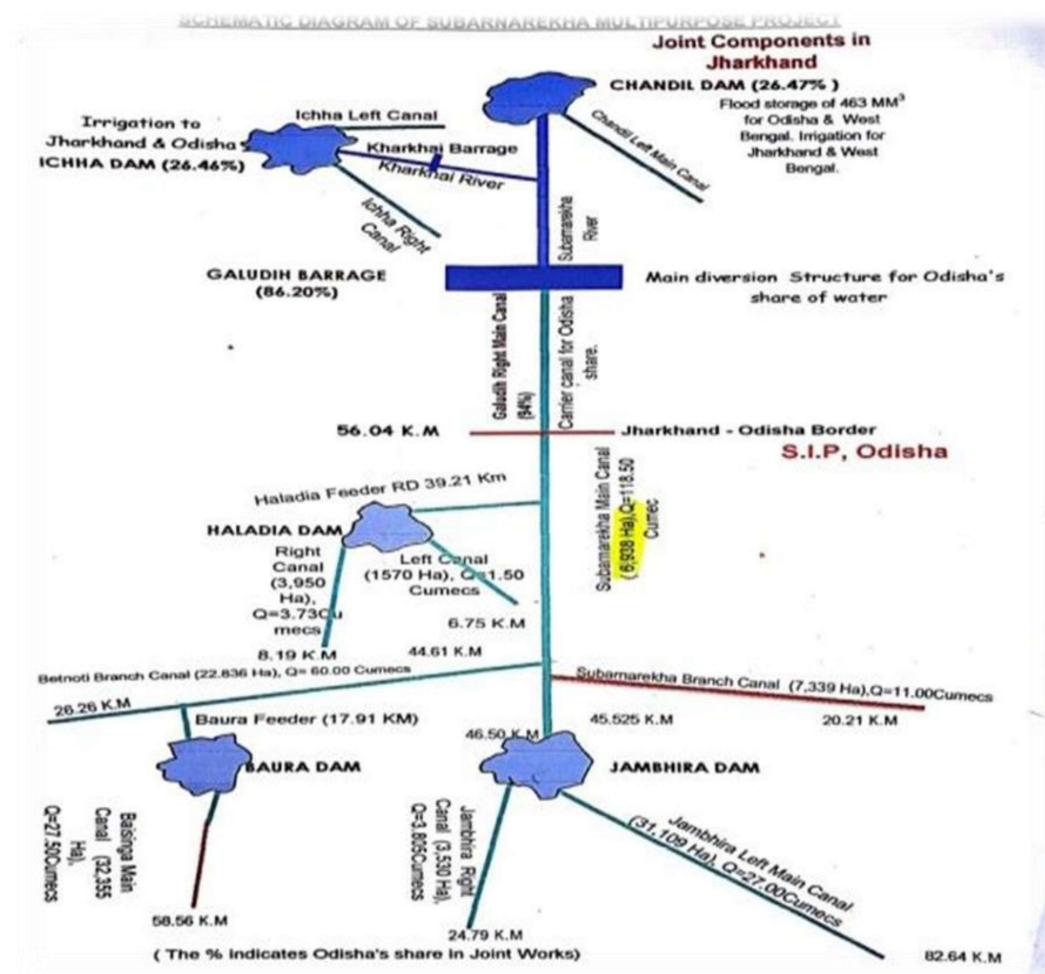 SCHEMATIC DIAGRAM OF SUBARNAREKHA MULTIPURPOSE PROJECT
Joint Components in
Jharkhand
CHANDIL DAM (26.47% )
Flood storage of 463 MM³
for Odisha & West
Bengal. Irrigation for
Jharkhand & West
Bengal.
Chandil Left Main Canal
Ichha Left Canal
Irrigation to
Jharkhand & Odisha
ICHHA DAM (26.46%)
Kharkhai Barrage
Kharkhai River
Ichha Right
Canal
Subarnarekha
River
GALUDIH BARRAGE
(86.20%)
Main diversion Structure for Odisha's
share of water
Galudih Right Main Canal
(94%)
Carrier canal for Odisha
share.
56.04 K.M
Jharkhand - Odisha Border
S.I.P, Odisha
Subarnarekha Main Canal
( 6,938 Ha),Q=118.50
Cumec
Haladia Feeder RD 39.21 Km
HALADIA DAM
Right
Canal
(3,950
Ha),
Q=3.73Cu
mecs
Left Canal
(1570 Ha), Q=1.50
Cumecs
6.75 K.M
8.19 K.M
44.61 K.M
Betnoti Branch Canal (22.836 Ha), Q= 60.00 Cumecs
Subarnarekha Branch Canal (7,339 Ha),Q=11.00Cumecs
26.26 K.M
Baura Feeder (17.91 KM)
45.525 K.M
20.21 K.M
46.50 K.M
BAURA DAM
JAMBHIRA DAM
Baisinga Main
Canal (32,355
Ha),
Q=27.50Cumecs
Jambhira Right
Canal (3,530 Ha),
Q=3.805Cumecs
Jambhira Left Main Canal
(31,109 Ha), Q=27.00Cumecs
58.56 K.M
24.79 K.M
82.64 K.M
( The % indicates Odisha's share in Joint Works)